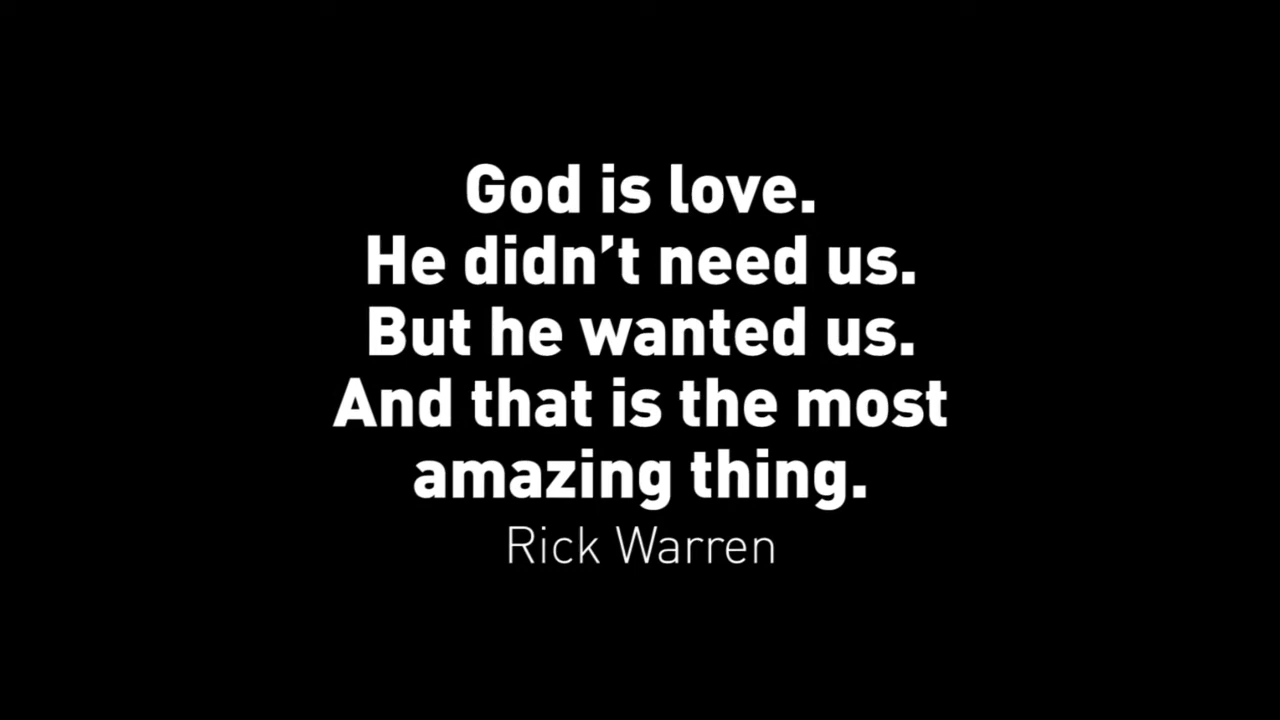 God is love.
He didn’t need us.
But he wanted us.
And that is the most
amazing thing.
Rick Warren